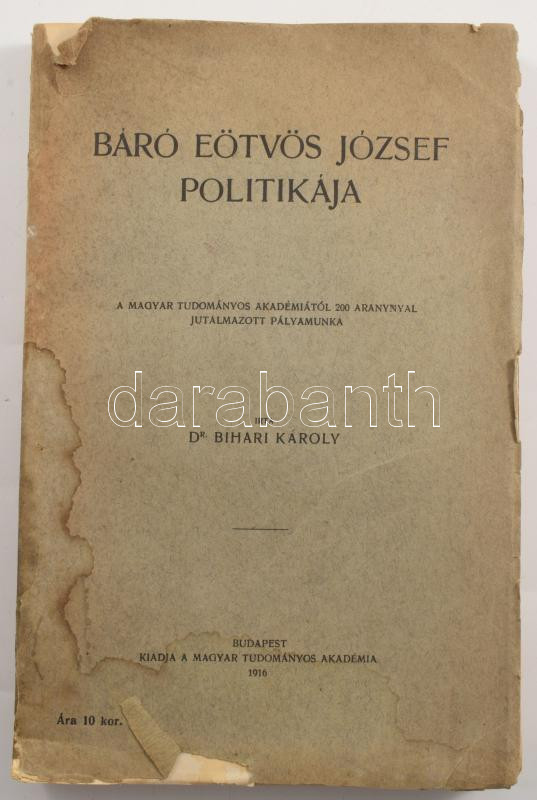 BÁRÓ EÖTVÖS JÓZSEF
POLITIKÁJA
A MAGYAR TUDOMÁNYOS AKADÉMIÁTÓL 200 ARANYNYAL
JUTALMAZOTT PÁLYAMUNKA
darabanth
DR. BIHARI KÁROLY
BUDAPEST
KIADJA A MAGYAR TUDOMÁNYOS AKADÉMIA
1916
Ára 10 kor.